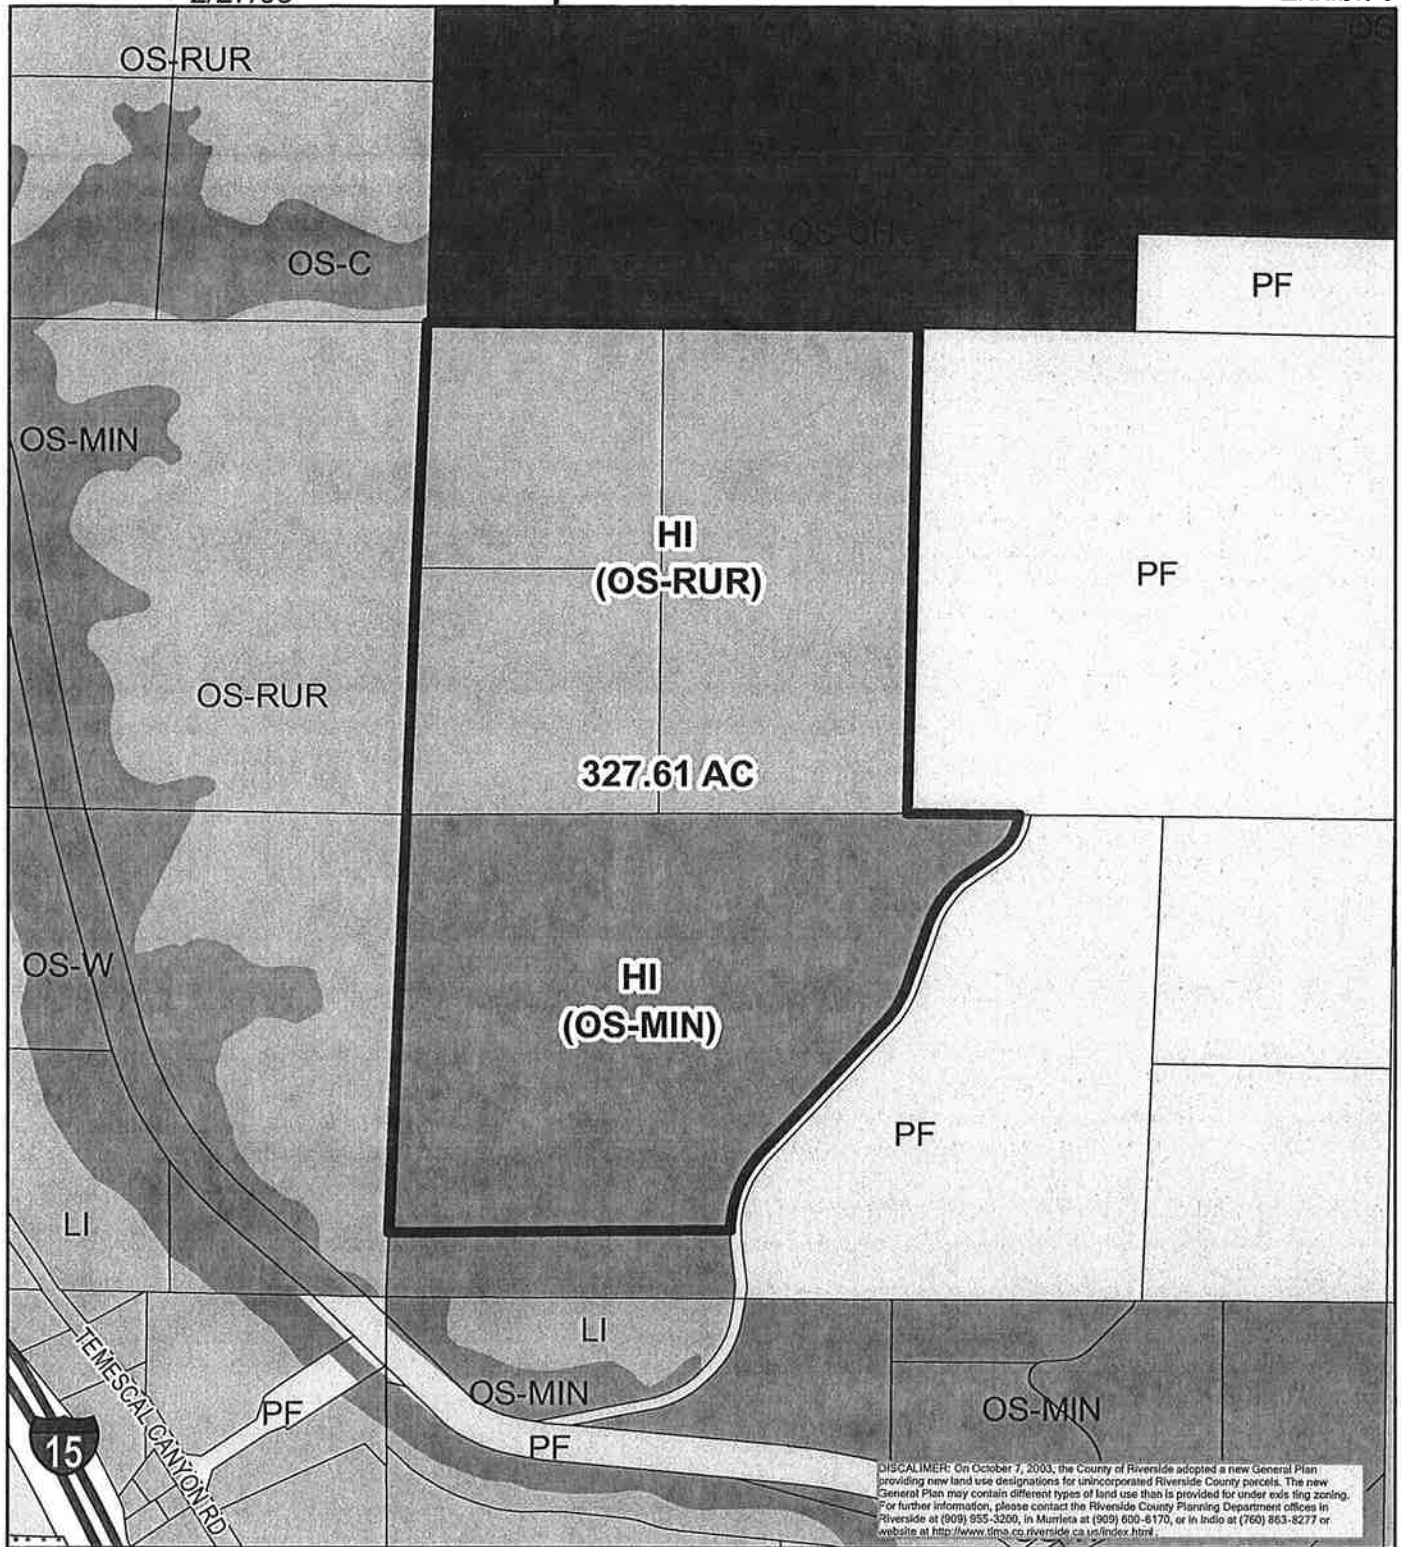 OS-RUR
OS-C
OS-CH
PF
OS-MIN
HI
(OS-RUR)
PF
OS-RUR
327.61 AC
OS-W
HI
(OS-MIN)
PF
LI
LI
TEMESCAL CANYON RD
OS-MIN
OS-MIN
PF
15
PF
DISCALIMER: On October 7, 2003, the County of Riverside adopted a new General Plan
providing new land use designations for unincorporated Riverside County parcels. The new
General Plan may contain different types of land use than is provided for under exis ting zoning.
For further information, please contact the Riverside County Planning Department offices in
Riverside at (909) 955-3200, in Murrieta at (909) 600-6170, or in Indio at (760) 863-8277 or
website at http://www.tlma.co.riverside.ca.us/index.html .